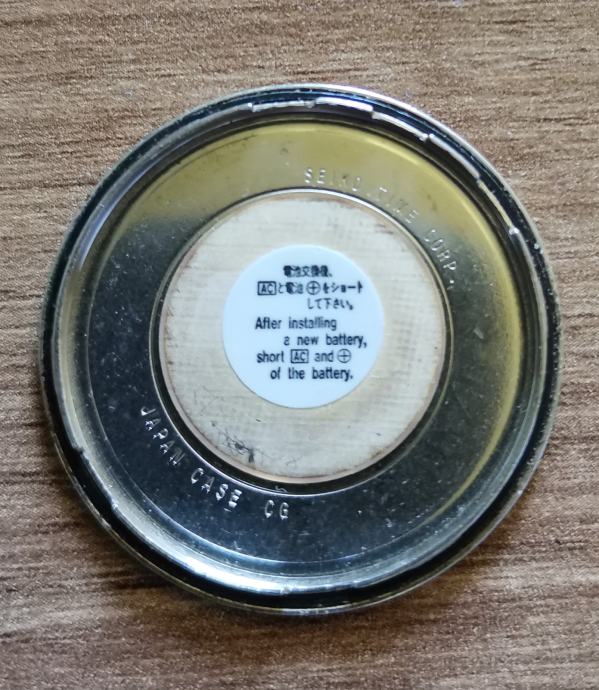 SEIKO TIME CORP.
電池交換後、
ACと電池⊕をショート
して下さい。
After installing
a new battery,
short AC and ⊕
of the battery.
JAPAN CASE CG